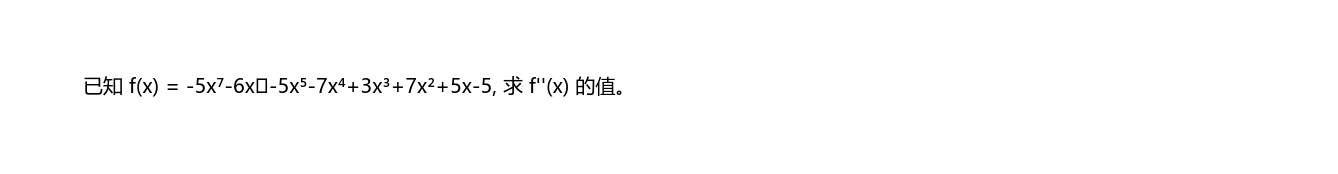 已知 f(x) = -5x⁷-6x▯-5x⁵-7x⁴+3x³+7x²+5x-5, 求 f''(x) 的值。